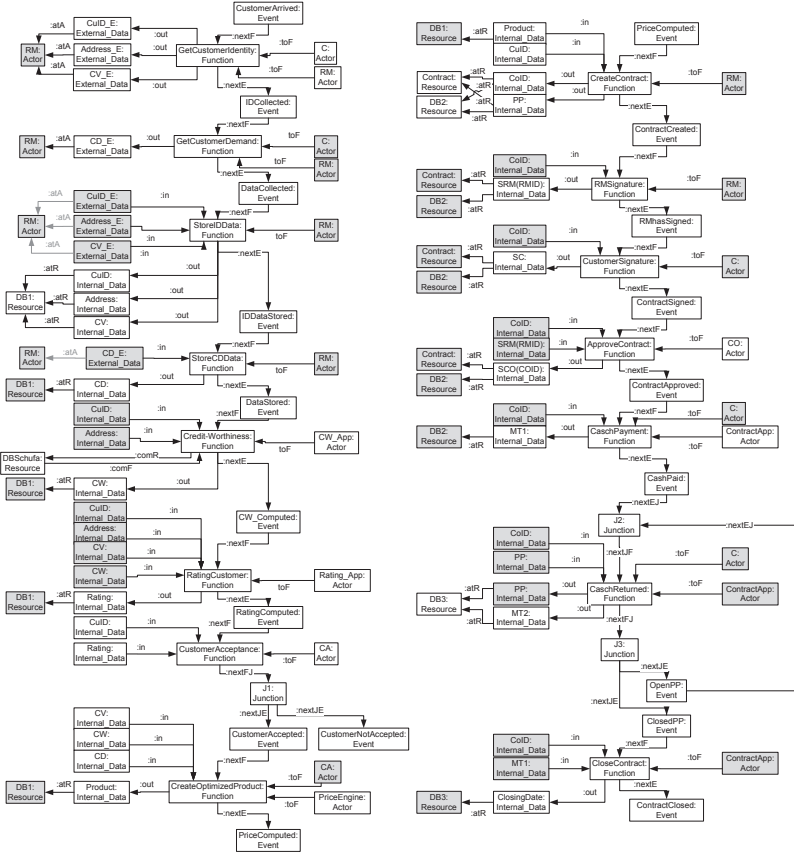 CustomerArrived:
Event
:nextF
:atA
CuID_E:
External_Data
:out
RM:
Actor
:atA
Address_E:
External_Data
:out
GetCustomerIdentity:
Function
:toF
C:
Actor
:atA
CV_E:
External_Data
:out
:toF
RM:
Actor
:nextE
IDCollected:
Event
:nextF
RM:
Actor
:atA
CD_E:
External_Data
:out
GetCustomerDemand:
Function
toF
C:
Actor
:nextE
toF
RM:
Actor
DataCollected:
Event
:nextF
:atA
CuID_E:
External_Data
:in
RM:
Actor
:atA
Address_E:
External_Data
:in
StoreIDData:
Function
toF
RM:
Actor
:atA
CV_E:
External_Data
:in
:nextE
:atR
CuID:
Internal_Data
:out
DB1:
Resource
:atR
Address:
Internal_Data
:out
:atR
CV:
Internal_Data
:out
IDDataStored:
Event
:nextF
RM:
Actor
:atA
CD_E:
External_Data
:in
StoreCDData:
Function
toF
RM:
Actor
DB1:
Resource
:atR
CD:
Internal_Data
:out
:nextE
DataStored:
Event
:nextF
CuID:
Internal_Data
:in
Address:
Internal_Data
:in
Credit-Worthiness:
Function
toF
CW_App:
Actor
DBSchufa:
Resource
:comR
:comF
:nextE
DB1:
Resource
:atR
CW:
Internal_Data
:out
CuID:
Internal_Data
:in
CW_Computed:
Event
Address:
Internal_Data
:in
CV:
Internal_Data
:in
:nextF
CW:
Internal_Data
:in
RatingCustomer:
Function
toF
Rating_App:
Actor
DB1:
Resource
:atR
Rating:
Internal_Data
:out
:nextE
RatingComputed:
Event
CuID:
Internal_Data
:in
:nextF
Rating:
Internal_Data
:in
CustomerAcceptance:
Function
:toF
CA:
Actor
:nextFJ
J1:
Junction
:nextJE
:nextJE
CustomerAccepted:
Event
CustomerNotAccepted:
Event
CV:
Internal_Data
:in
CW:
Internal_Data
:in
CD:
Internal_Data
:in
:nextF
:toF
CA:
Actor
DB1:
Resource
:atR
Product:
Internal_Data
:out
CreateOptimizedProduct:
Function
:toF
PriceEngine:
Actor
:nextE
PriceComputed:
Event
DB1:
Resource
:atR
Product:
Internal_Data
:in
CuID:
Internal_Data
:in
PriceComputed:
Event
:nextF
Contract:
Resource
:atR
CoID:
Internal_Data
:out
CreateContract:
Function
:toF
RM:
Actor
DB2:
Resource
:atR
PP:
Internal_Data
:out
:atR
:nextE
ContractCreated:
Event
CoID:
Internal_Data
:in
:nextF
Contract:
Resource
:atR
SRM(RMID):
Internal_Data
:out
RMSignature:
Function
:toF
RM:
Actor
DB2:
Resource
:atR
:nextE
RMhasSigned:
Event
CoID:
Internal_Data
:in
:nextF
Contract:
Resource
:atR
SC:
Internal_Data
:out
CustomerSignature:
Function
:toF
C:
Actor
DB2:
Resource
:atR
:nextE
ContractSigned:
Event
CoID:
Internal_Data
:in
:nextF
SRM(RMID):
Internal_Data
:in
ApproveContract:
Function
:toF
CO:
Actor
Contract:
Resource
:atR
SCO(COID):
Internal_Data
:out
DB2:
Resource
:atR
:nextE
ContractApproved:
Event
CoID:
Internal_Data
:in
:nextF
:toF
C:
Actor
DB2:
Resource
:atR
MT1:
Internal_Data
:out
CaschPayment:
Function
:toF
ContractApp:
Actor
:nextE
CashPaid:
Event
:nextEJ
J2:
Junction
:nextEJ
CoID:
Internal_Data
:in
:nextJF
PP:
Internal_Data
:in
:toF
C:
Actor
DB3:
Resource
:atR
PP:
Internal_Data
:out
CaschReturned:
Function
:toF
ContractApp:
Actor
:atR
MT2:
Internal_Data
:out
:nextFJ
J3:
Junction
:nextJE
OpenPP:
Event
:nextJE
ClosedPP:
Event
CoID:
Internal_Data
:in
:nextF
MT1:
Internal_Data
:in
CloseContract:
Function
:toF
ContractApp:
Actor
DB3:
Resource
:atR
ClosingDate:
Internal_Data
:out
:nextE
ContractClosed:
Event